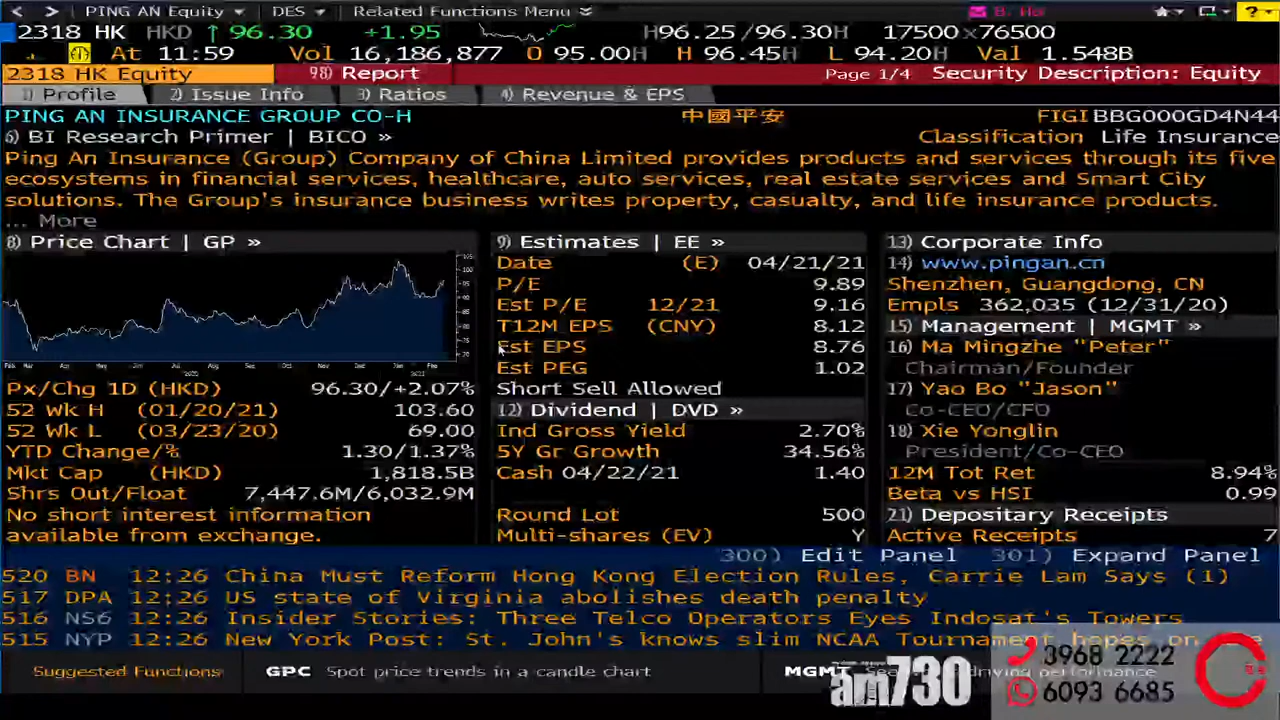 < > PING AN Equity DES Related Functions Menu B. Hoi ?
2318 HK HKD ↑ 96.30 +1.95 H96.25/96.30H 17500x76500
At 11:59 Vol 16,186,877 O 95.00H H 96.45H L 94.20H Val 1.548B
2318 HK Equity 98) Report Page 1/4 Security Description: Equity
1) Profile 2) Issue Info 3) Ratios 4) Revenue & EPS
PING AN INSURANCE GROUP CO-H 中國平安 FIGI BBG000GD4N44
6) BI Research Primer | BICO » Classification Life Insurance
Ping An Insurance (Group) Company of China Limited provides products and services through its five
ecosystems in financial services, healthcare, auto services, real estate services and Smart City
solutions. The Group's insurance business writes property, casualty, and life insurance products.
... More
8) Price Chart | GP »
Px/Chg 1D (HKD) 96.30/+2.07%
52 Wk H (01/20/21) 103.60
52 Wk L (03/23/20) 69.00
YTD Change/% 1.30/1.37%
Mkt Cap (HKD) 1,818.5B
Shrs Out/Float 7,447.6M/6,032.9M
No short interest information
available from exchange.
9) Estimates | EE »
Date (E) 04/21/21
P/E 9.89
Est P/E 12/21 9.16
T12M EPS (CNY) 8.12
Est EPS 8.76
Est PEG 1.02
Short Sell Allowed
12) Dividend | DVD »
Ind Gross Yield 2.70%
5Y Gr Growth 34.56%
Cash 04/22/21 1.40
Round Lot 500
Multi-shares (EV) Y
13) Corporate Info
14) www.pingan.cn
Shenzhen, Guangdong, CN
Empls 362,035 (12/31/20)
15) Management | MGMT »
16) Ma Mingzhe "Peter"
Chairman/Founder
17) Yao Bo "Jason"
Co-CEO/CFO
18) Xie Yonglin
President/Co-CEO
12M Tot Ret 8.94%
Beta vs HSI 0.99
21) Depositary Receipts
Active Receipts 7
300) Edit Panel 301) Expand Panel
520 BN 12:26 China Must Reform Hong Kong Election Rules, Carrie Lam Says (1)
517 DPA 12:26 US state of Virginia abolishes death penalty
516 NS6 12:26 Insider Stories: Three Telco Operators Eyes Indosat's Towers
515 NYP 12:26 New York Post: St. John's knows slim NCAA Tournament hopes on
Suggested Functions GPC Spot price trends in a candle chart MGMT driving performance
am730
3968 2222
6093 6685